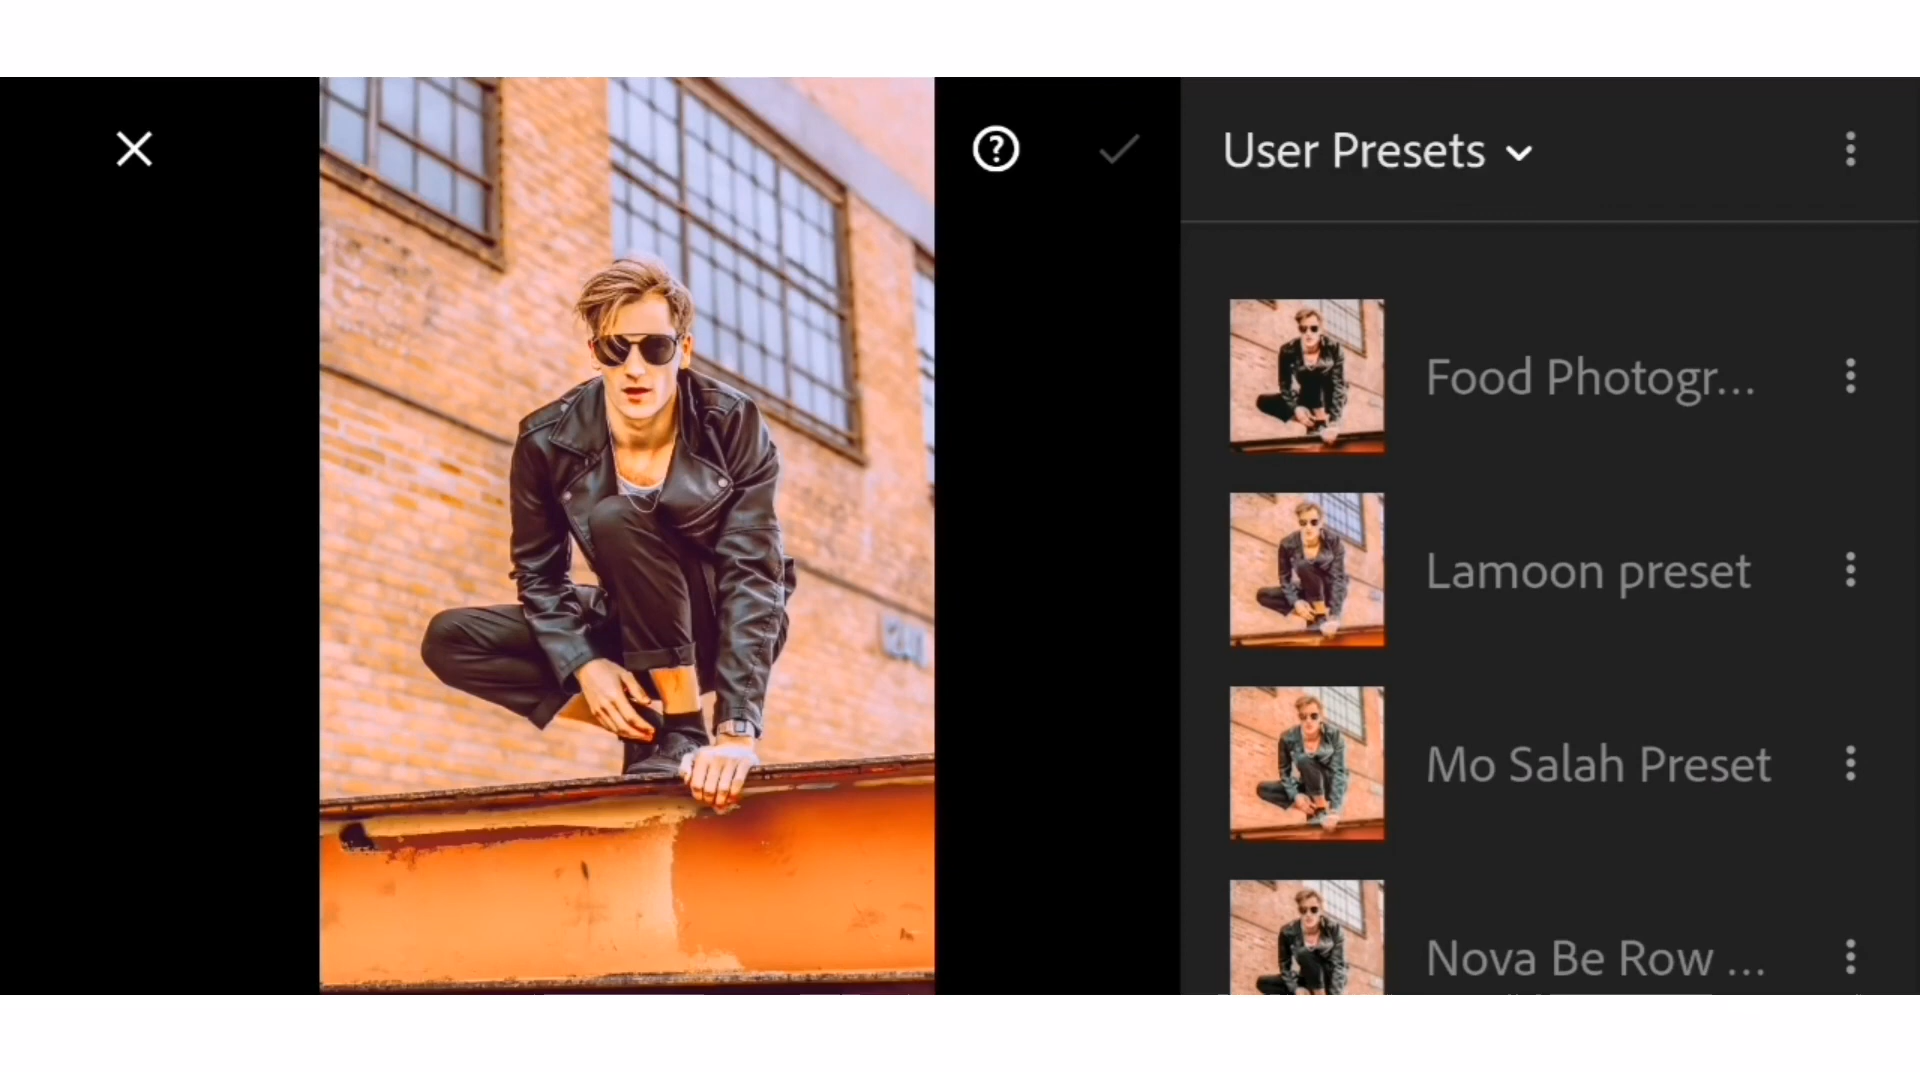 User Presets
Food Photogr...
Lamoon preset
Mo Salah Preset
Nova Be Row ...